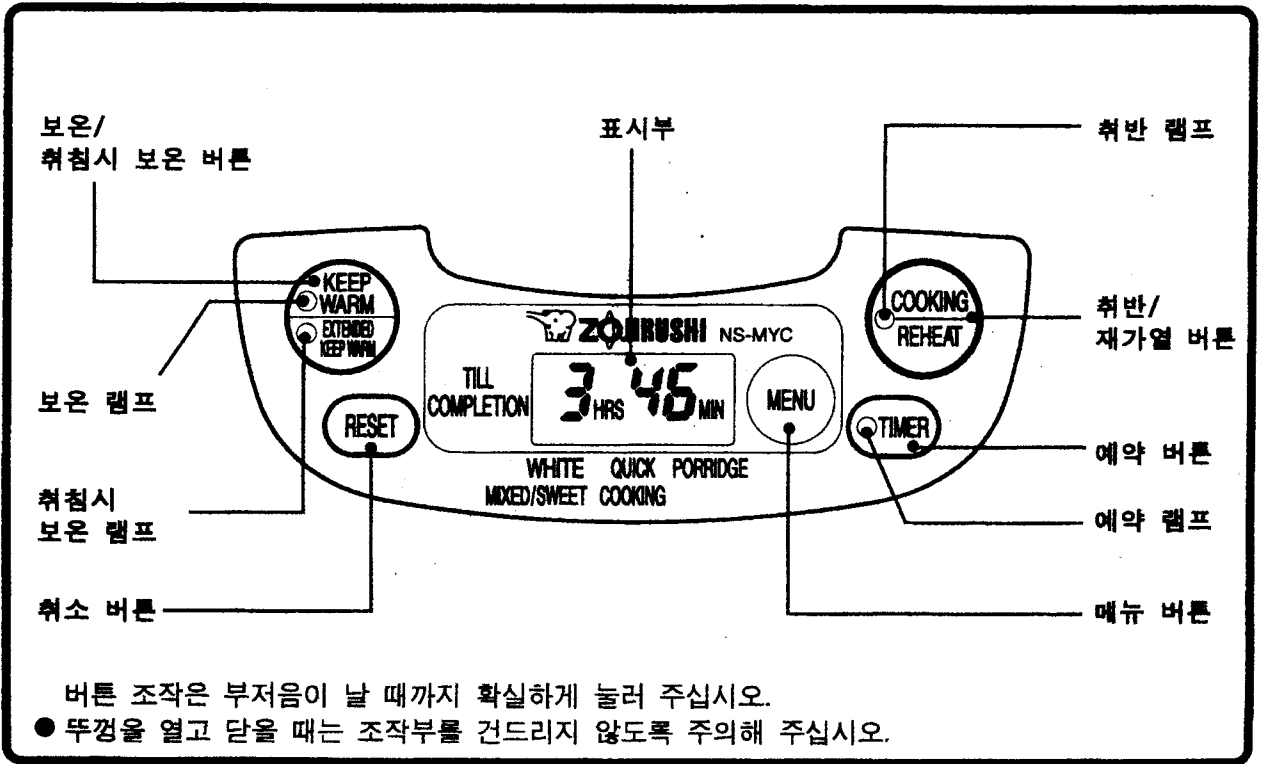 보온/
취침시 보온 버튼
표시부
취반 램프
KEEP
WARM
EXTENDED
KEEP WARM
ZOJIRUSHI NS-MYC
COOKING
REHEAT
취반/
재가열 버튼
보온 램프
TILL
COMPLETION
3 HRS 46 MIN
MENU
RESET
TIMER
예약 버튼
WHITE QUICK PORRIDGE
MIXED/SWEET COOKING
취침시
보온 램프
예약 램프
취소 버튼
메뉴 버튼
버튼 조작은 부저음이 날 때까지 확실하게 눌러 주십시오.
● 뚜껑을 열고 닫을 때는 조작부를 건드리지 않도록 주의해 주십시오.